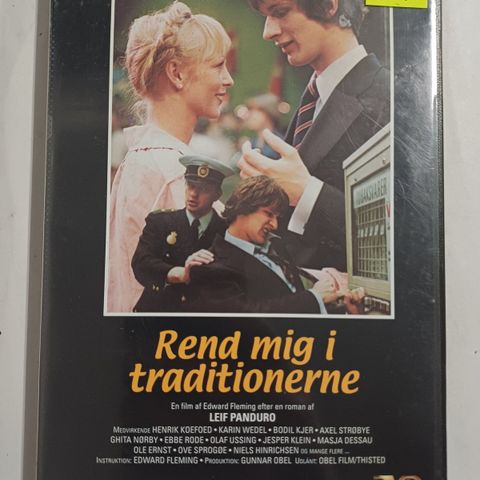 SMAKSKABER
Rend mig i
traditionerne
En film af Edward Fleming efter en roman af
LEIF PANDURO
MEDVIRKENDE HENRIK KOEFOED • KARIN WEDEL • BODIL KJER • AXEL STRØBYE
GHITA NØRBY • EBBE RODE • OLAF USSING • JESPER KLEIN • MASJA DESSAU
OLE ERNST • OVE SPROGØE • NIELS HINRICHSEN OG MANGE FLERE ...
INSTRUKTION: EDWARD FLEMING • PRODUKTION: GUNNAR OBEL • UDLÅNT: OBEL FILM/THISTED